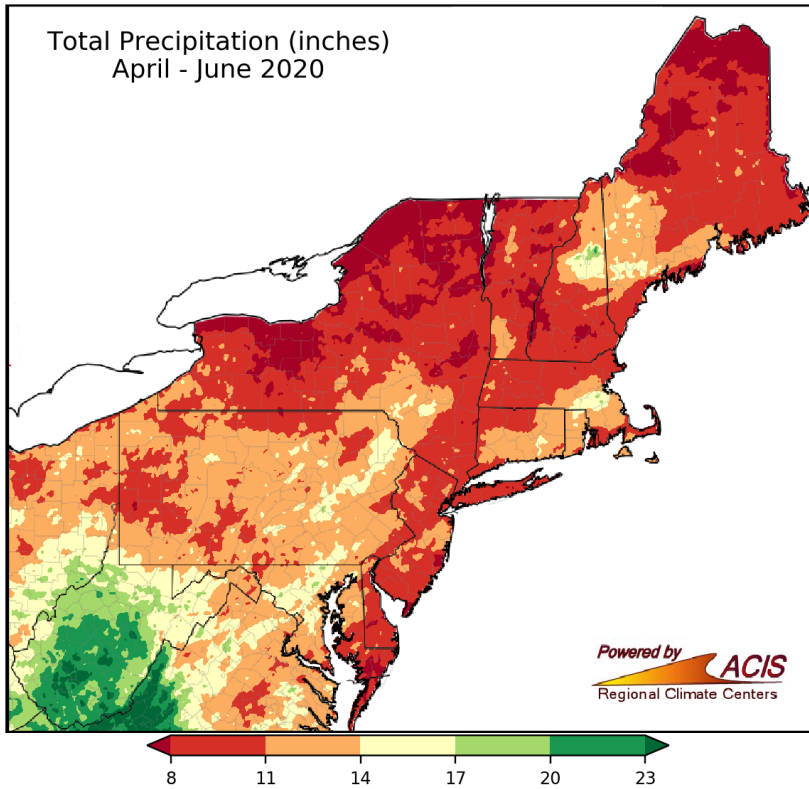 Total Precipitation (inches)
April - June 2020
Powered by
ACIS
Regional Climate Centers
8 11 14 17 20 23